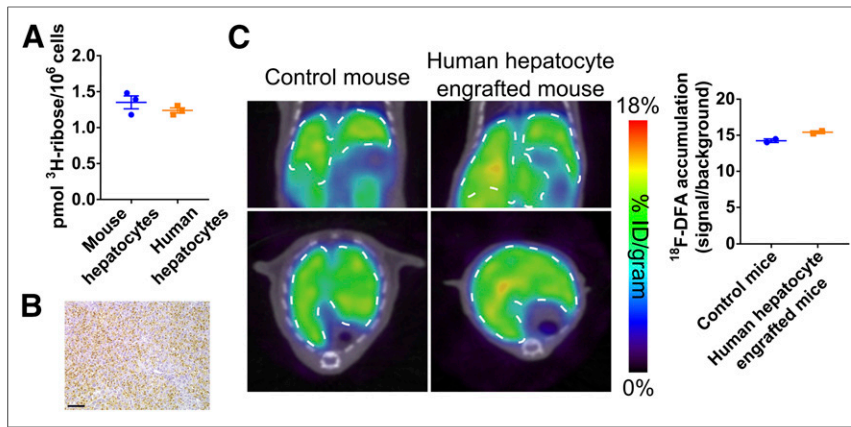 A
pmol ³H-ribose/10⁶ cells
2.0
1.5
1.0
0.5
0.0
Mouse
hepatocytes
Human
hepatocytes
B
C
Control mouse
Human hepatocyte
engrafted mouse
18%
% ID/gram
0%
¹⁸F-DFA accumulation
(signal/background)
20
15
10
5
0
Control mice
Human hepatocyte
engrafted mice